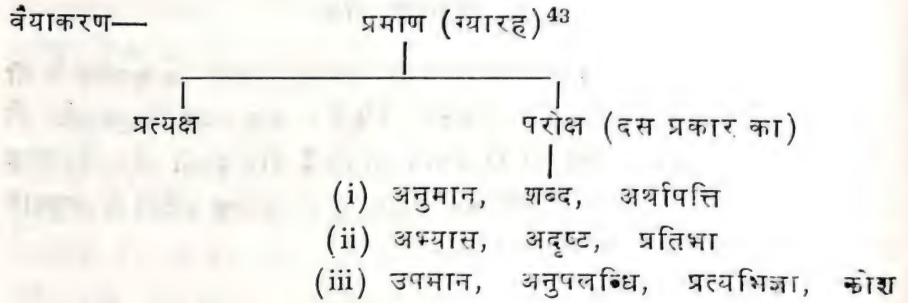 वैयाकरण— प्रमाण (ग्यारह)43
प्रत्यक्ष परोक्ष (दस प्रकार का)
(i) अनुमान, शब्द, अर्थापत्ति
(ii) अभ्यास, अदृष्ट, प्रतिभा
(iii) उपमान, अनुपलब्धि, प्रत्यभिज्ञा, कोश